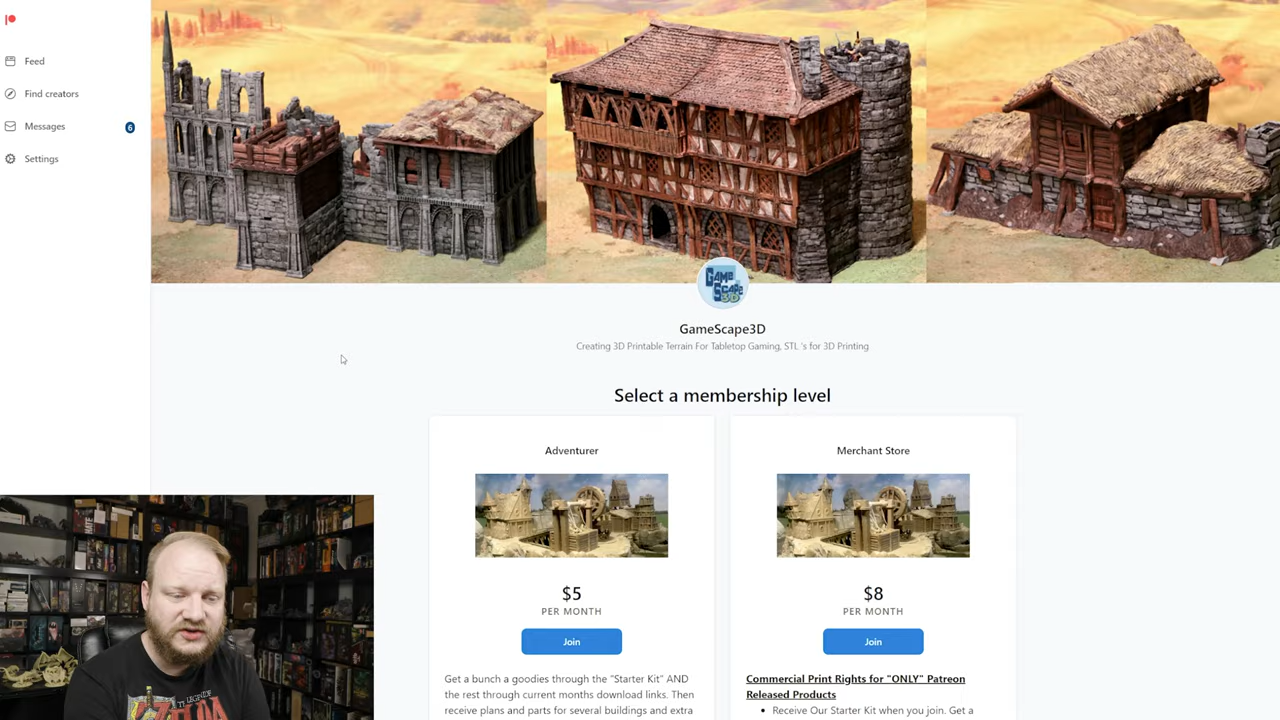 Feed
Find creators
Messages
6
Settings
GAME
SCAPE
3D
GameScape3D
Creating 3D Printable Terrain For Tabletop Gaming, STL 's for 3D Printing
Select a membership level
Adventurer
$5
PER MONTH
Join
Get a bunch a goodies through the "Starter Kit" AND
the rest through current months download links. Then
receive plans and parts for several buildings and extra
Merchant Store
$8
PER MONTH
Join
Commercial Print Rights for "ONLY" Patreon
Released Products
• Receive Our Starter Kit when you join. Get a